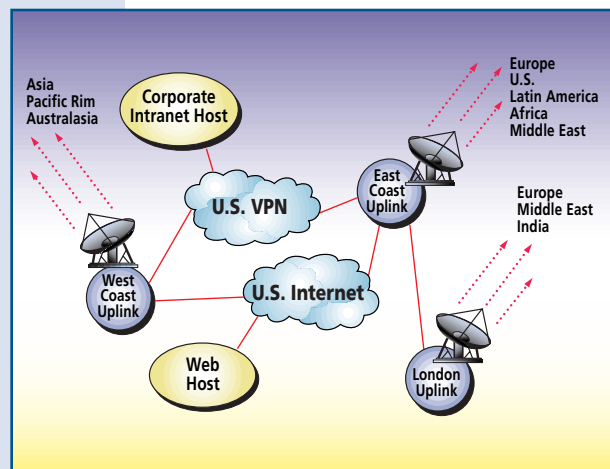 Asia
Pacific Rim
Australasia
Corporate
Intranet Host
Europe
U.S.
Latin America
Africa
Middle East
U.S. VPN
East
Coast
Uplink
Europe
Middle East
India
West
Coast
Uplink
U.S. Internet
Web
Host
London
Uplink